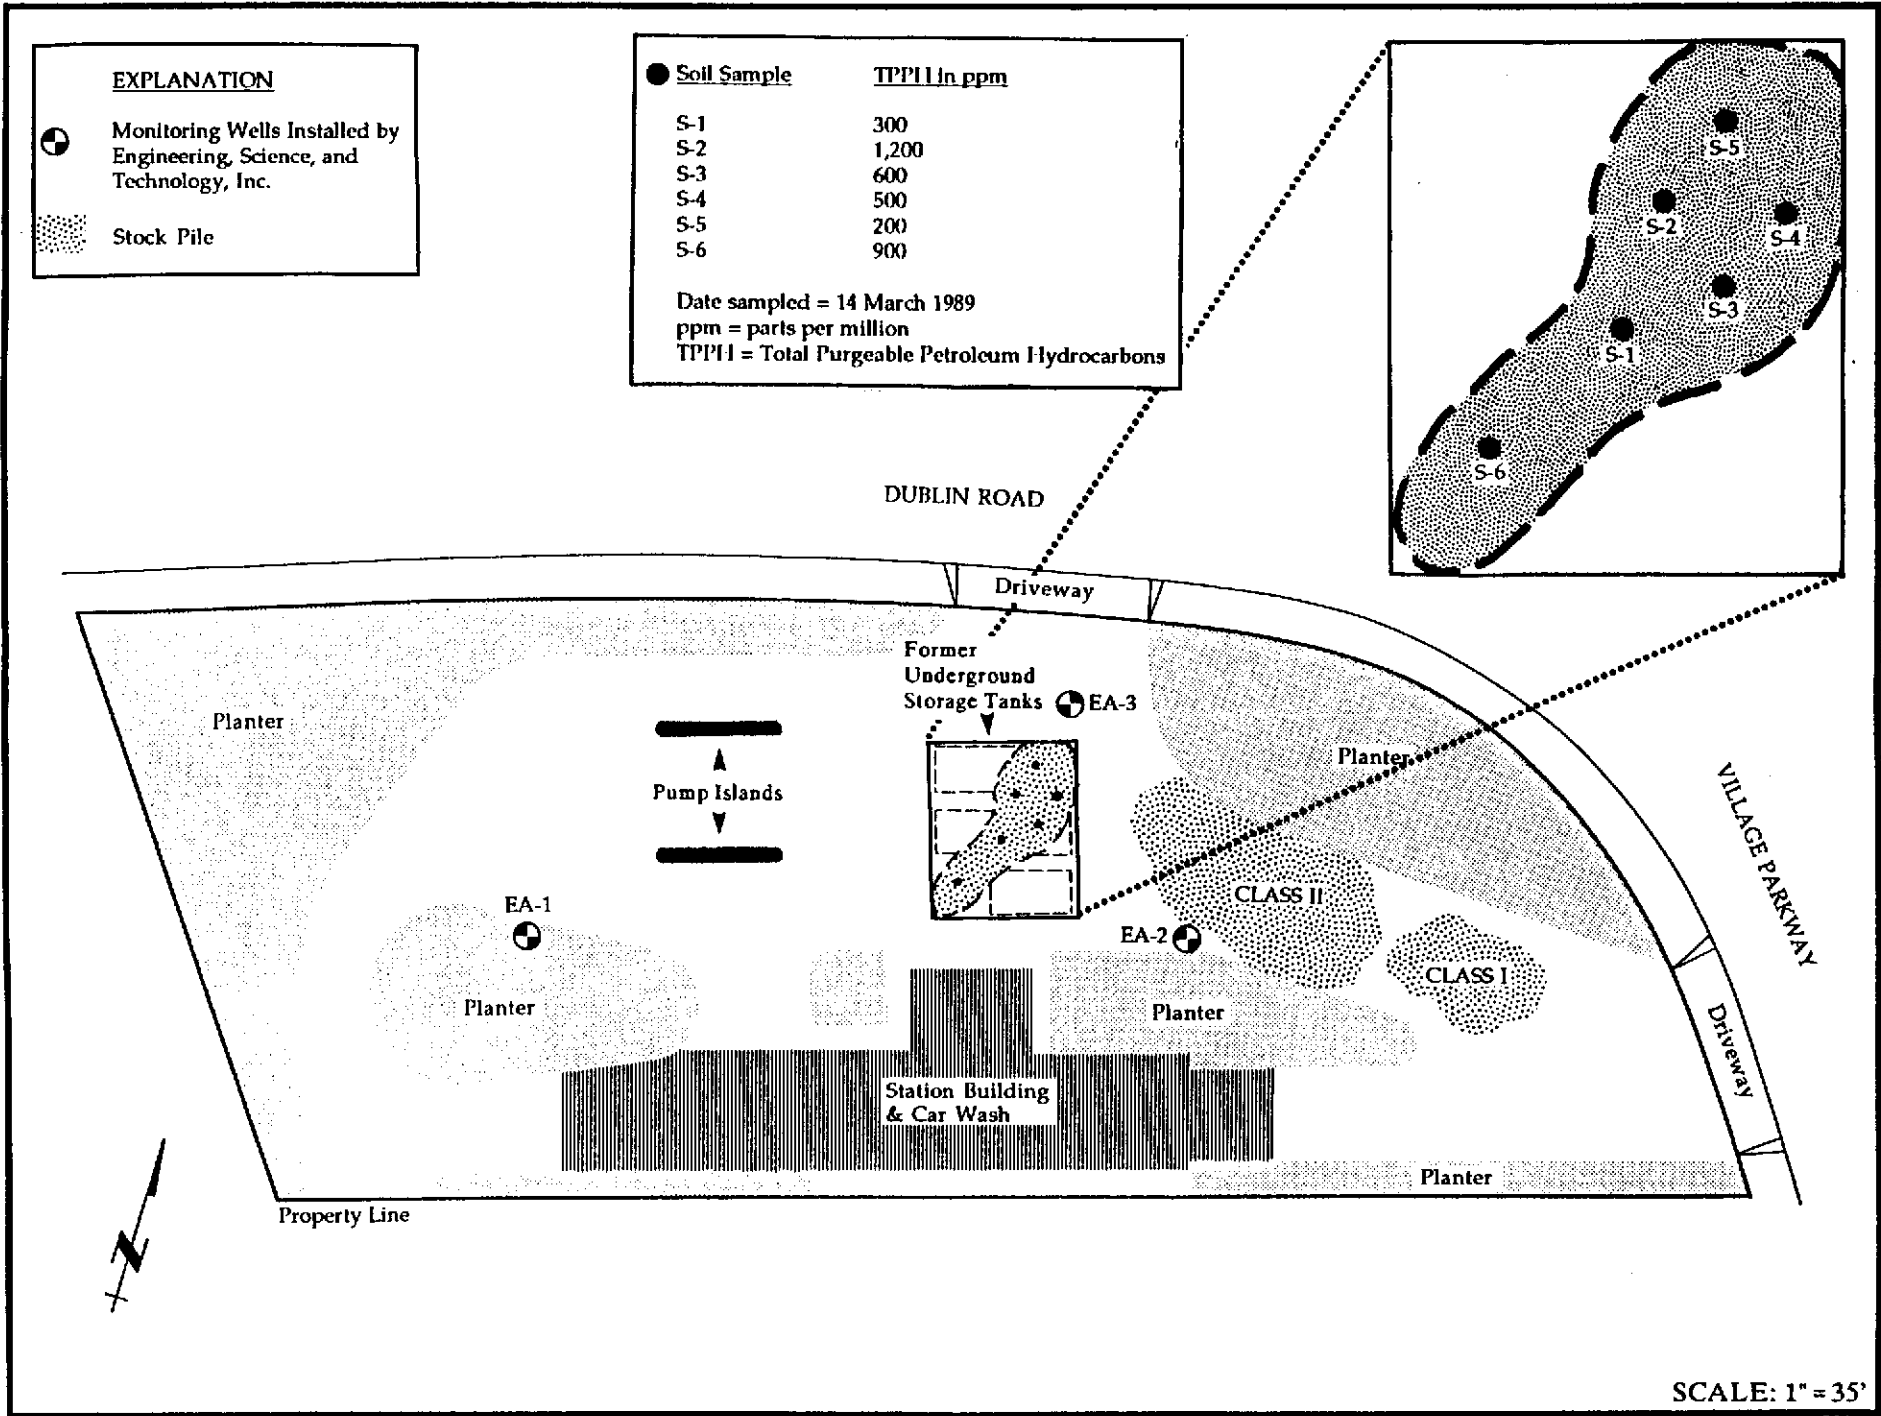 EXPLANATION
Monitoring Wells Installed by
Engineering, Science, and
Technology, Inc.
Stock Pile
Soil Sample TPPH in ppm
S-1 300
S-2 1,200
S-3 600
S-4 500
S-5 200
S-6 900
Date sampled = 14 March 1989
ppm = parts per million
TPPH = Total Purgeable Petroleum Hydrocarbons
S-5
S-2
S-4
S-3
S-1
S-6
DUBLIN ROAD
Driveway
Former
Underground
Storage Tanks
EA-3
Planter
Pump Islands
Planter
VILLAGE PARKWAY
CLASS II
EA-1
EA-2
CLASS I
Planter
Planter
Driveway
Station Building
& Car Wash
Planter
Property Line
N
SCALE: 1" = 35'